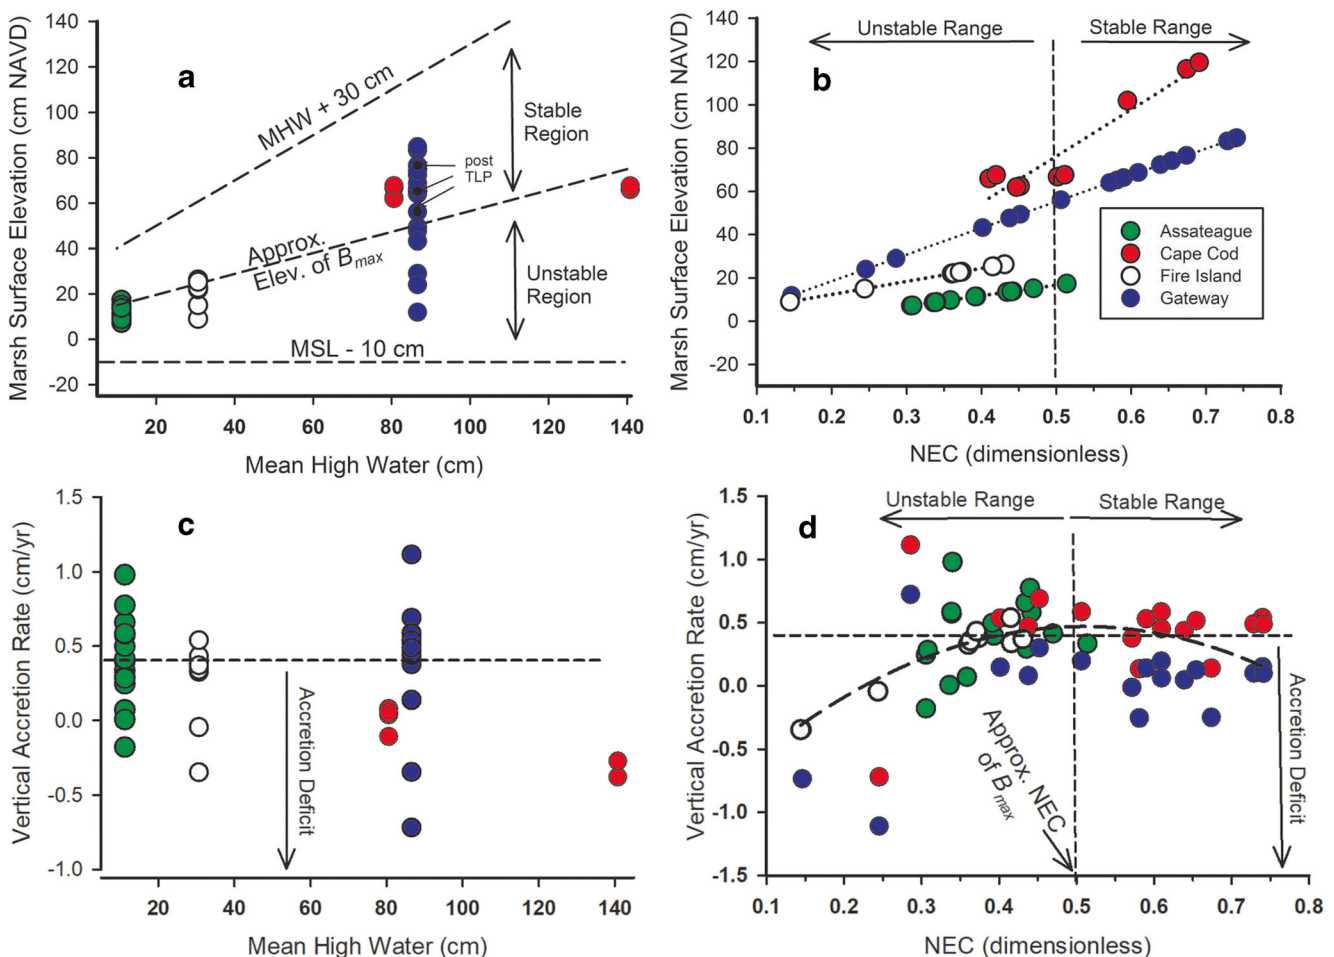 a
Marsh Surface Elevation (cm NAVD)
140
120
100
80
60
40
20
0
-20
MHW + 30 cm
Stable
Region
post
TLP
Approx.
Elev. of Bmax
Unstable
Region
MSL - 10 cm
20 40 60 80 100 120 140
Mean High Water (cm)
b
Marsh Surface Elevation (cm NAVD)
140
120
100
80
60
40
20
0
-20
Unstable Range
Stable Range
Assateague
Cape Cod
Fire Island
Gateway
0.1 0.2 0.3 0.4 0.5 0.6 0.7 0.8
NEC (dimensionless)
c
Vertical Accretion Rate (cm/yr)
1.5
1.0
0.5
0.0
-0.5
-1.0
Accretion Deficit
20 40 60 80 100 120 140
Mean High Water (cm)
d
Vertical Accretion Rate (cm/yr)
1.5
1.0
0.5
0.0
-0.5
-1.0
-1.5
Unstable Range
Stable Range
Approx. NEC
of Bmax
Accretion Deficit
0.1 0.2 0.3 0.4 0.5 0.6 0.7 0.8
NEC (dimensionless)